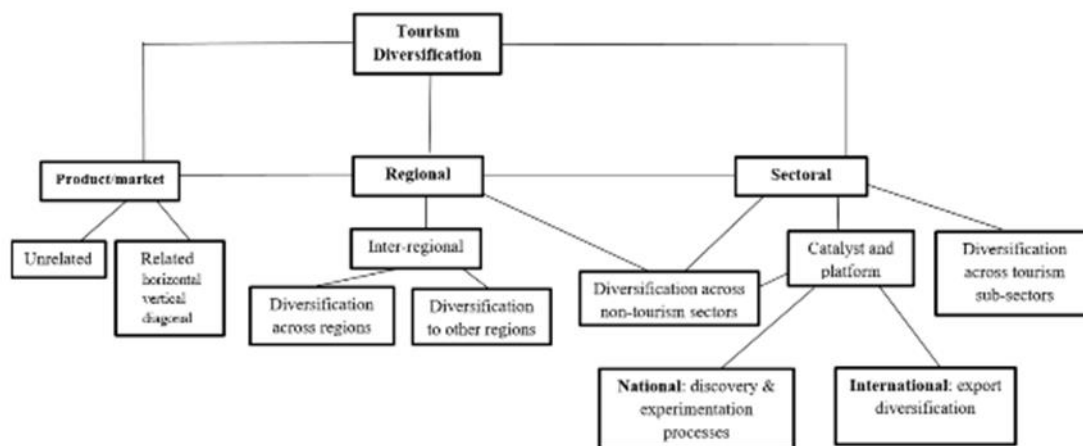 Tourism
Diversification
Product/market
Regional
Sectoral
Unrelated
Related
horizontal
vertical
diagonal
Inter-regional
Diversification
across regions
Diversification
to other regions
Diversification across
non-tourism sectors
Catalyst and
platform
Diversification
across tourism
sub-sectors
National: discovery &
experimentation
processes
International: export
diversification